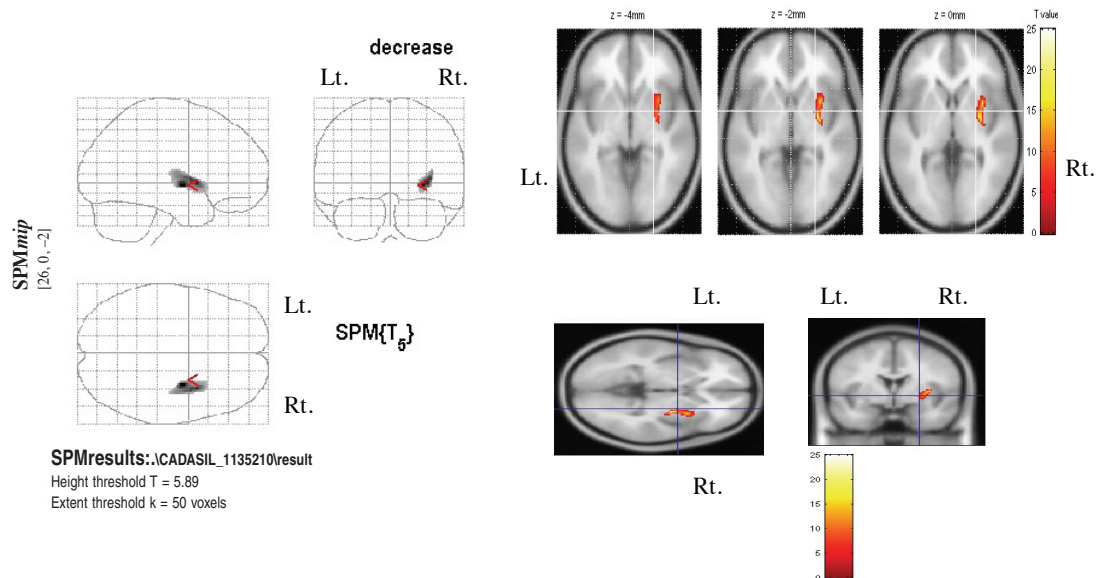 decrease
Lt. Rt.
SPMmip
[26, 0, −2]
Lt.
Rt.
SPM{T5}
SPMresults:.\CADASIL_1135210\result
Height threshold T = 5.89
Extent threshold k = 50 voxels
z = -4mm z = -2mm z = 0mm T value
25
20
15
10
5
0
Lt.
Rt.
Lt.
Rt.
Lt. Rt.
25
20
15
10
5
0